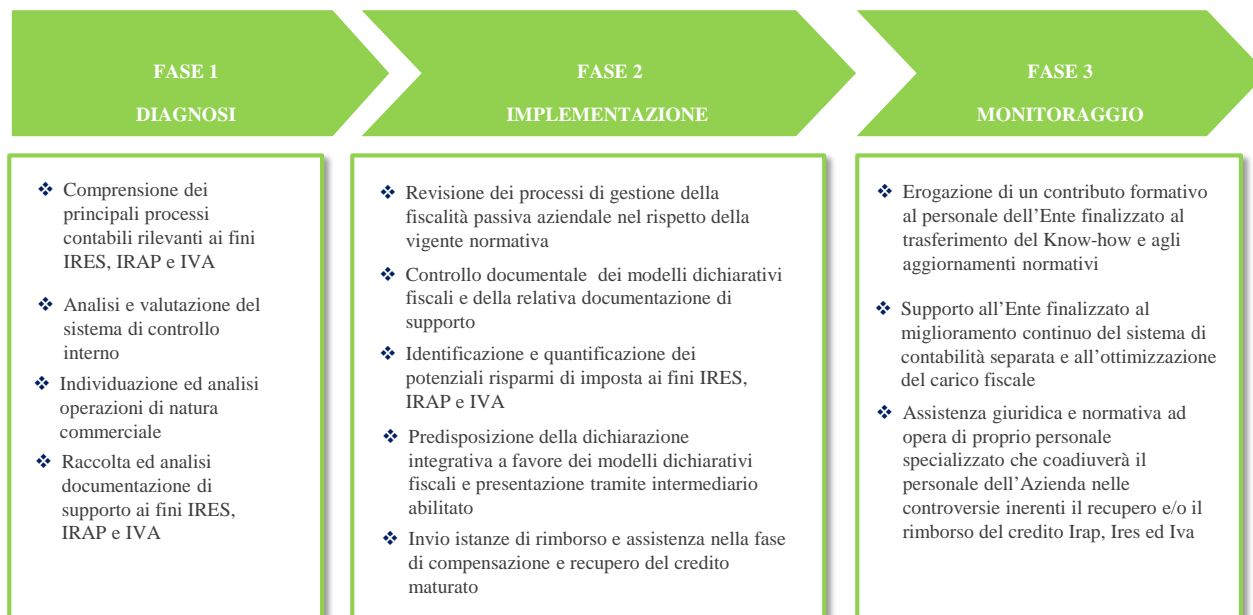 FASE 1
DIAGNOSI
FASE 2
IMPLEMENTAZIONE
FASE 3
MONITORAGGIO
❖ Comprensione dei
principali processi
contabili rilevanti ai fini
IRES, IRAP e IVA
❖ Analisi e valutazione del
sistema di controllo
interno
❖ Individuazione ed analisi
operazioni di natura
commerciale
❖ Raccolta ed analisi
documentazione di
supporto ai fini IRES,
IRAP e IVA
❖ Revisione dei processi di gestione della
fiscalità passiva aziendale nel rispetto della
vigente normativa
❖ Controllo documentale dei modelli dichiarativi
fiscali e della relativa documentazione di
supporto
❖ Identificazione e quantificazione dei
potenziali risparmi di imposta ai fini IRES,
IRAP e IVA
❖ Predisposizione della dichiarazione
integrativa a favore dei modelli dichiarativi
fiscali e presentazione tramite intermediario
abilitato
❖ Invio istanze di rimborso e assistenza nella fase
di compensazione e recupero del credito
maturato
❖ Erogazione di un contributo formativo
al personale dell’Ente finalizzato al
trasferimento del Know-how e agli
aggiornamenti normativi
❖ Supporto all’Ente finalizzato al
miglioramento continuo del sistema di
contabilità separata e all’ottimizzazione
del carico fiscale
❖ Assistenza giuridica e normativa ad
opera di proprio personale
specializzato che coadiuverà il
personale dell’Azienda nelle
controversie inerenti il recupero e/o il
rimborso del credito Irap, Ires ed Iva